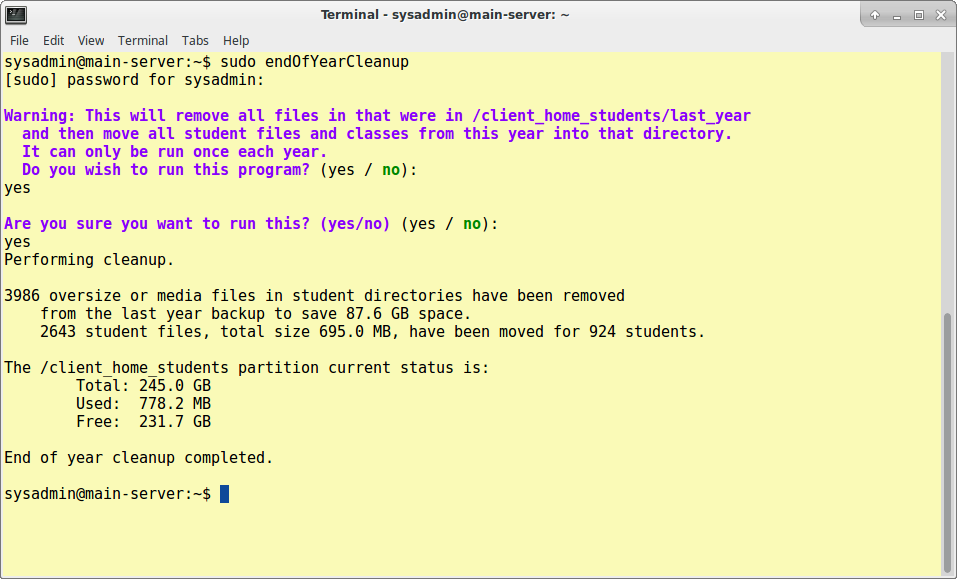 Terminal - sysadmin@main-server: ~
File Edit View Terminal Tabs Help
sysadmin@main-server:~$ sudo endOfYearCleanup
[sudo] password for sysadmin:
Warning: This will remove all files in that were in /client_home_students/last_year
and then move all student files and classes from this year into that directory.
It can only be run once each year.
Do you wish to run this program? (yes / no):
yes
Are you sure you want to run this? (yes/no) (yes / no):
yes
Performing cleanup.
3986 oversize or media files in student directories have been removed
from the last year backup to save 87.6 GB space.
2643 student files, total size 695.0 MB, have been moved for 924 students.
The /client_home_students partition current status is:
Total: 245.0 GB
Used: 778.2 MB
Free: 231.7 GB
End of year cleanup completed.
sysadmin@main-server:~$